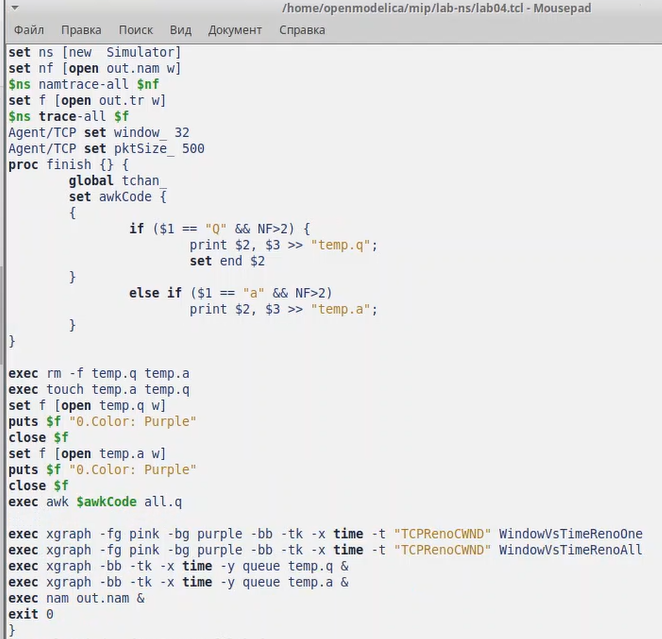 /home/openmodelica/mip/lab-ns/lab04.tcl - Mousepad
Файл Правка Поиск Вид Документ Справка
set ns [new  Simulator]
set nf [open out.nam w]
$ns namtrace-all $nf
set f [open out.tr w]
$ns trace-all $f
Agent/TCP set window_ 32
Agent/TCP set pktSize_ 500
proc finish {} {
        global tchan_
        set awkCode {
        {
                if ($1 == "Q" && NF>2) {
                        print $2, $3 >> "temp.q";
                        set end $2
        }
                else if ($1 == "a" && NF>2)
                        print $2, $3 >> "temp.a";
        }
}
exec rm -f temp.q temp.a
exec touch temp.a temp.q
set f [open temp.q w]
puts $f "0.Color: Purple"
close $f
set f [open temp.a w]
puts $f "0.Color: Purple"
close $f
exec awk $awkCode all.q
exec xgraph -fg pink -bg purple -bb -tk -x time -t "TCPRenoCWND" WindowVsTimeRenoOne
exec xgraph -fg pink -bg purple -bb -tk -x time -t "TCPRenoCWND" WindowVsTimeRenoAll
exec xgraph -bb -tk -x time -y queue temp.q &
exec xgraph -bb -tk -x time -y queue temp.a &
exec nam out.nam &
exit 0
}